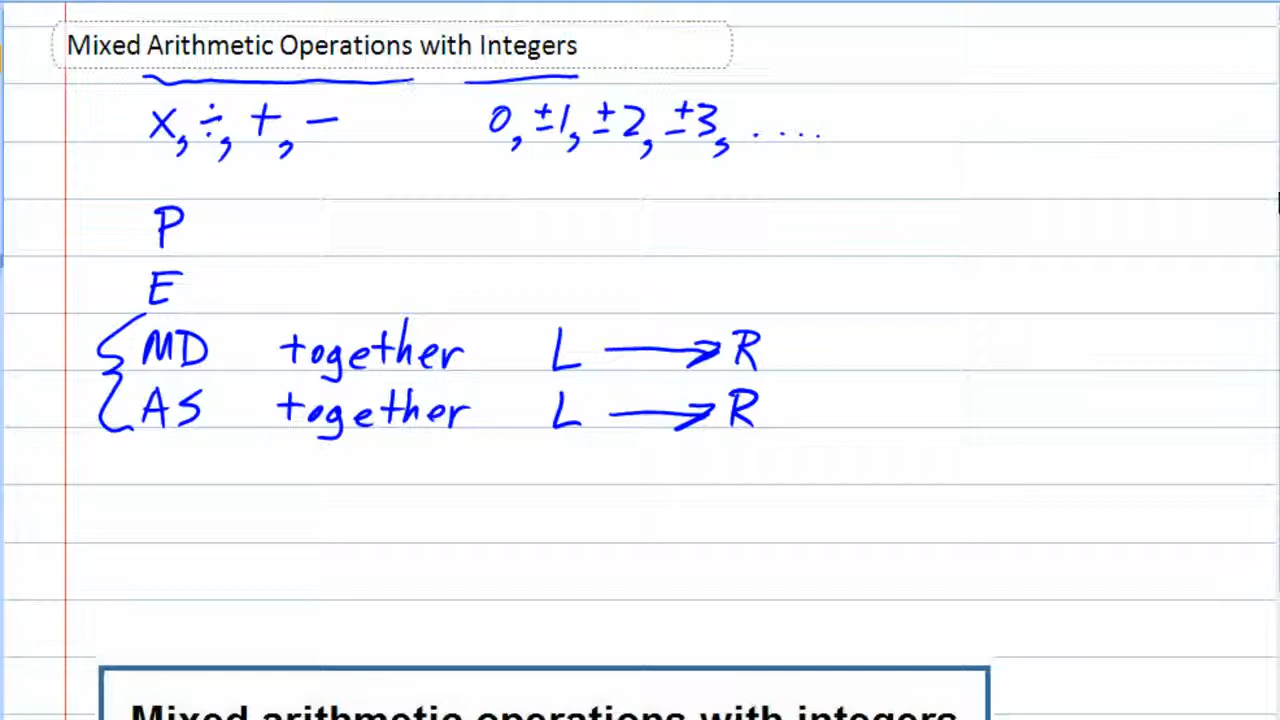 Mixed Arithmetic Operations with Integers
×, ÷, +, − 0, ±1, ±2, ±3, ....
P
E
MD together L → R
AS together L → R
Mixed arithmetic operations with integers